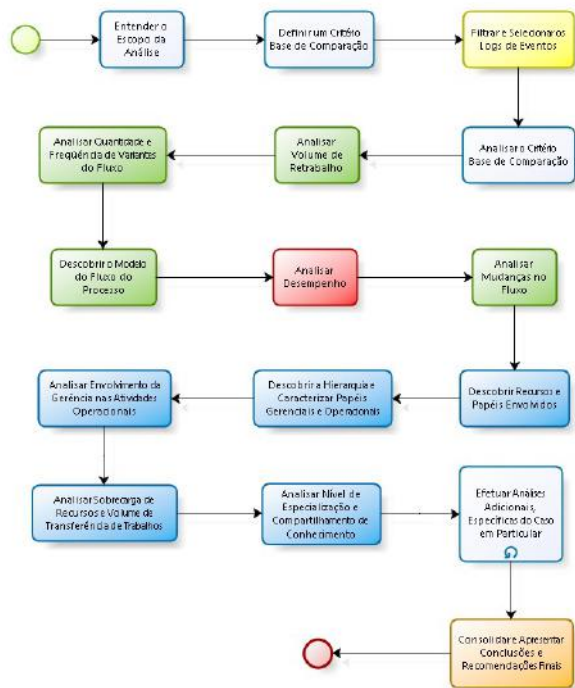 Entender o
Escopo da
Análise
Definir um Critério
Base de Comparação
Filtrar e Selecionar os
Logs de Eventos
Analisar o Critério
Base de Comparação
Analisar
Volume de
Retrabalho
Analisar Quantidade e
Freqüência de Variantes
do Fluxo
Descobrir o Modelo
do Fluxo do
Processo
Analisar
Desempenho
Analisar
Mudanças no
Fluxo
Descobrir Recursos e
Papéis Envolvidos
Descobrir a Hierarquia e
Caracterizar Papéis
Gerenciais e Operacionais
Analisar Envolvimento da
Gerência nas Atividades
Operacionais
Analisar Sobrecarga de
Recursos e Volume de
Transferência de Trabalhos
Analisar Nível de
Especialização e
Compartilhamento de
Conhecimento
Efetuar Análises
Adicionais,
Específicas do Caso
em Particular
Consolidar e Apresentar
Conclusões e
Recomendações Finais